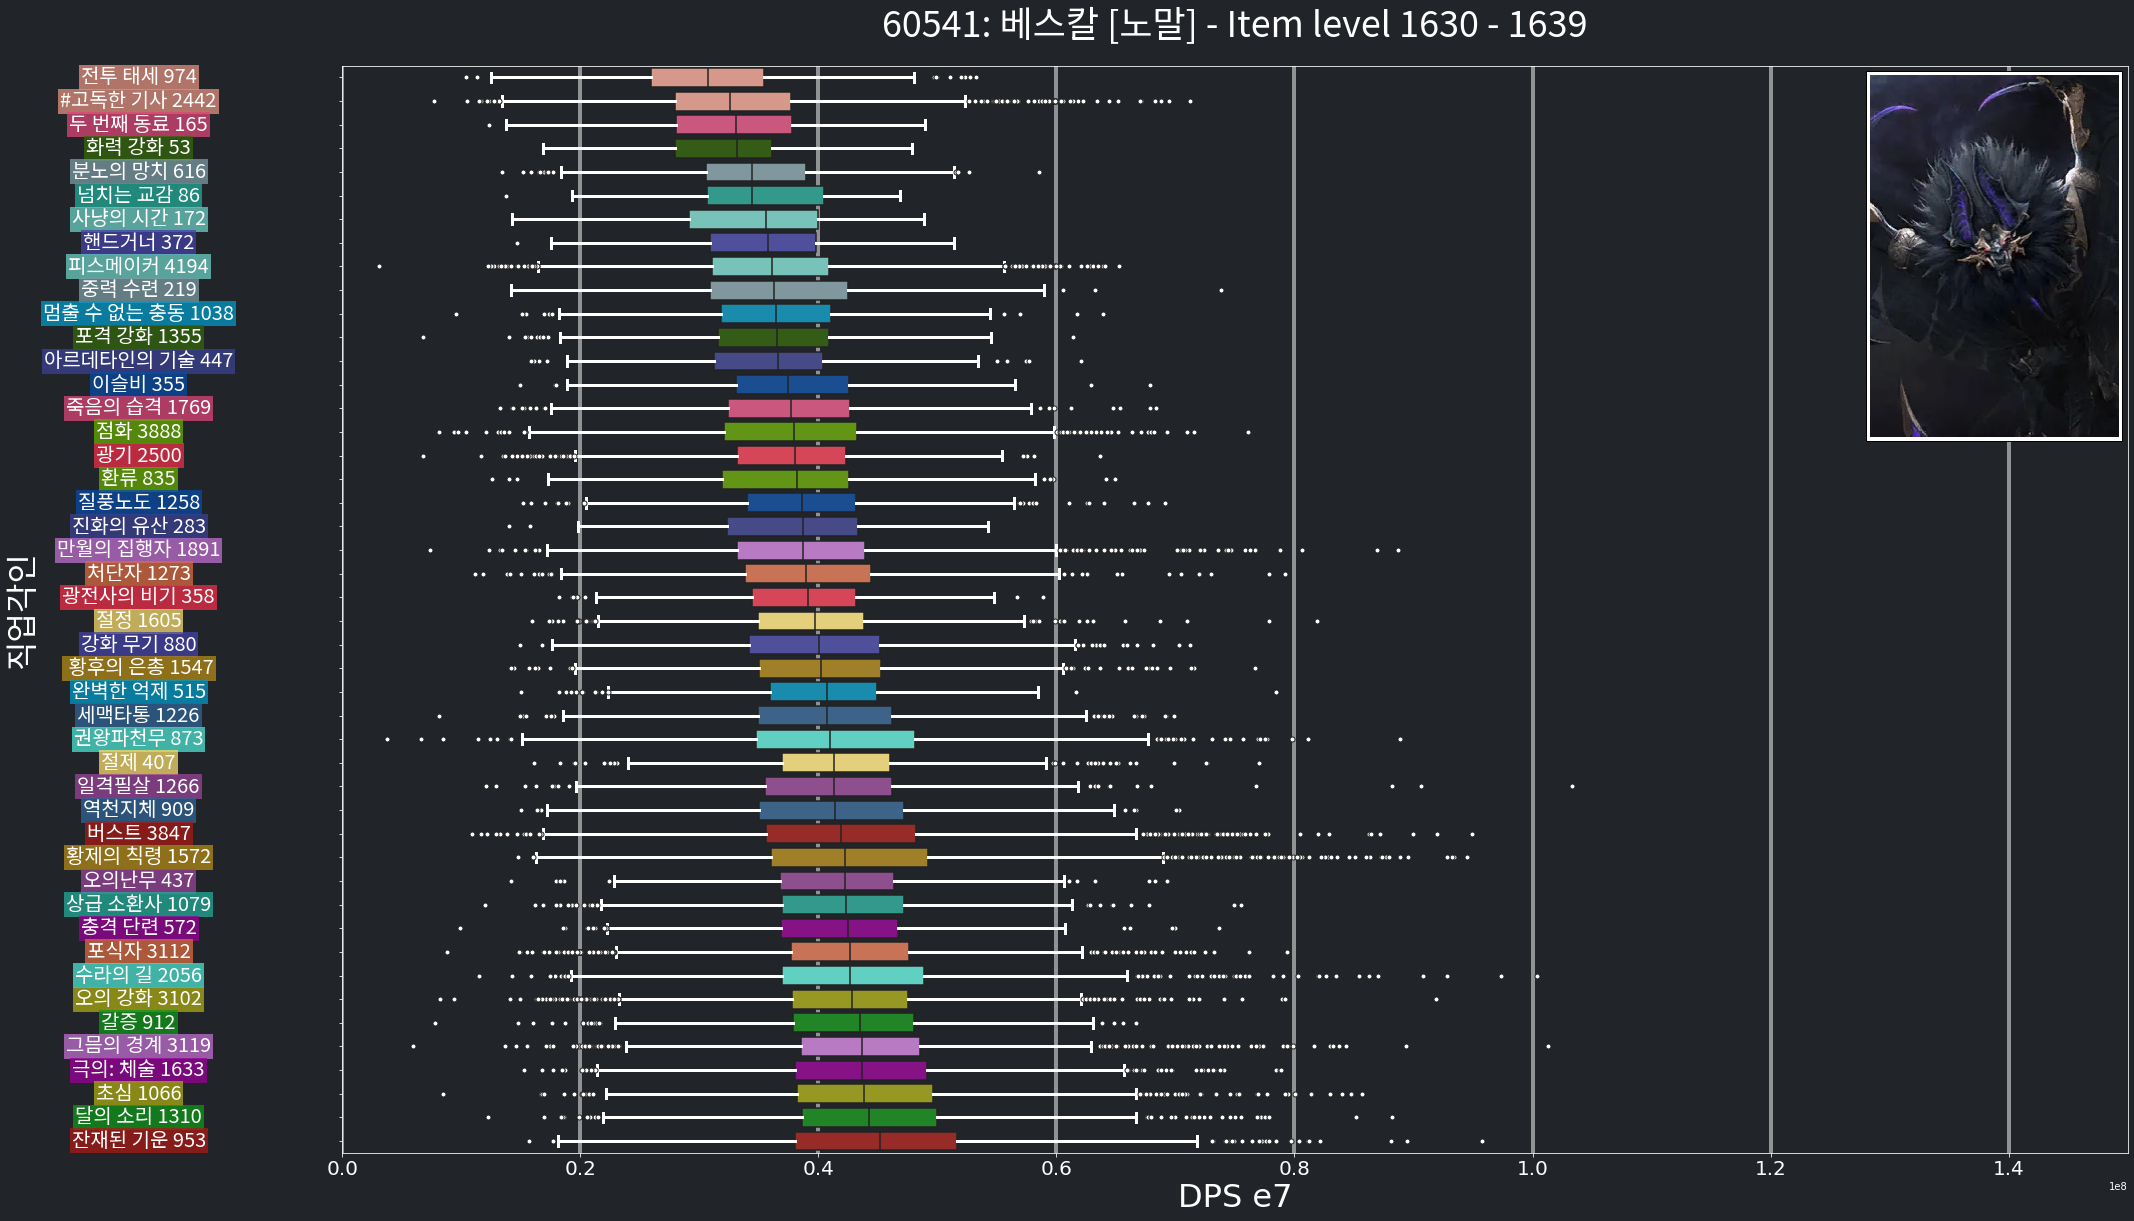 60541: 베스칼 [노말] - Item level 1630 - 1639
전투 태세 974
#고독한 기사 2442
두 번째 동료 165
화력 강화 53
분노의 망치 616
넘치는 교감 86
사냥의 시간 172
핸드거너 372
피스메이커 4194
중력 수련 219
멈출 수 없는 충동 1038
포격 강화 1355
아르데타인의 기술 447
이슬비 355
죽음의 습격 1769
점화 3888
광기 2500
환류 835
질풍노도 1258
진화의 유산 283
만월의 집행자 1891
처단자 1273
광전사의 비기 358
절정 1605
강화 무기 880
황후의 은총 1547
완벽한 억제 515
세맥타통 1226
권왕파천무 873
절제 407
일격필살 1266
역천지체 909
버스트 3847
황제의 칙령 1572
오의난무 437
상급 소환사 1079
충격 단련 572
포식자 3112
수라의 길 2056
오의 강화 3102
갈증 912
그믐의 경계 3119
극의: 체술 1633
초심 1066
달의 소리 1310
잔재된 기운 953
직업각인
0.0 0.2 0.4 0.6 0.8 1.0 1.2 1.4
1e8
DPS e7